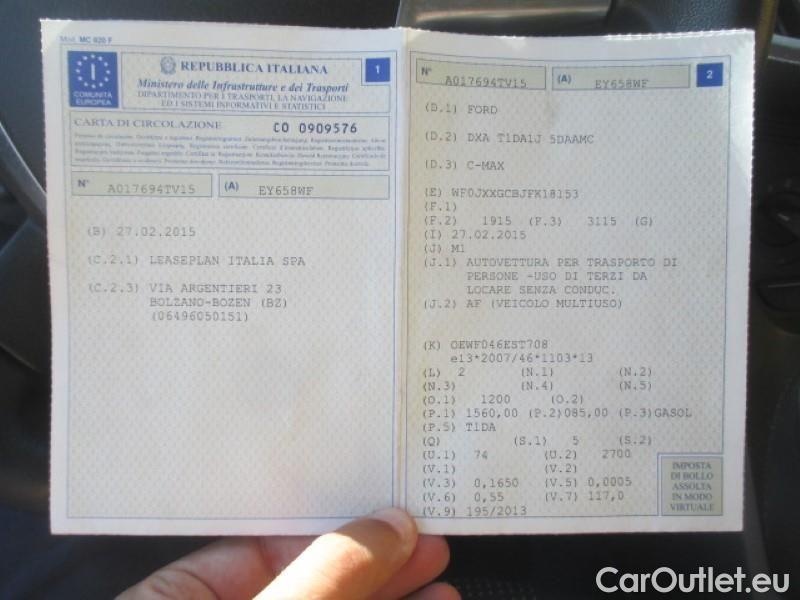 Mod. MC 820 F
REPUBBLICA ITALIANA
1
Ministero delle Infrastrutture e dei Trasporti
DIPARTIMENTO PER I TRASPORTI, LA NAVIGAZIONE
ED I SISTEMI INFORMATIVI E STATISTICI
I
COMUNITÀ
EUROPEA
CARTA DI CIRCOLAZIONE
CO 0909576
N° A017694TV15 (A) EY658WF
(B) 27.02.2015
(C.2.1) LEASEPLAN ITALIA SPA
(C.2.3) VIA ARGENTIERI 23
BOLZANO-BOZEN (BZ)
(06496050151)
N° A017694TV15 (A) EY658WF 2
(D.1) FORD
(D.2) DXA T1DA1J 5DAAMC
(D.3) C-MAX
(E) WF0JXXGCBJFK18153
(F.1)
(F.2) 1915 (F.3) 3115 (G)
(I) 27.02.2015
(J) M1
(J.1) AUTOVETTURA PER TRASPORTO DI
PERSONE -USO DI TERZI DA
LOCARE SENZA CONDUC.
(J.2) AF (VEICOLO MULTIUSO)
(K) OEWF046EST708
e13*2007/46*1103*13
(L) 2 (N.1) (N.2)
(N.3) (N.4) (N.5)
(O.1) 1200 (O.2)
(P.1) 1560,00 (P.2)085,00 (P.3)GASOL
(P.5) T1DA
(Q) (S.1) 5 (S.2)
(U.1) 74 (U.2) 2700
(V.1) (V.2)
(V.3) 0,1650 (V.5) 0,0005
(V.6) 0,55 (V.7) 117,0
(V.9) 195/2013
IMPOSTA
DI BOLLO
ASSOLTA
IN MODO
VIRTUALE
CarOutlet.eu